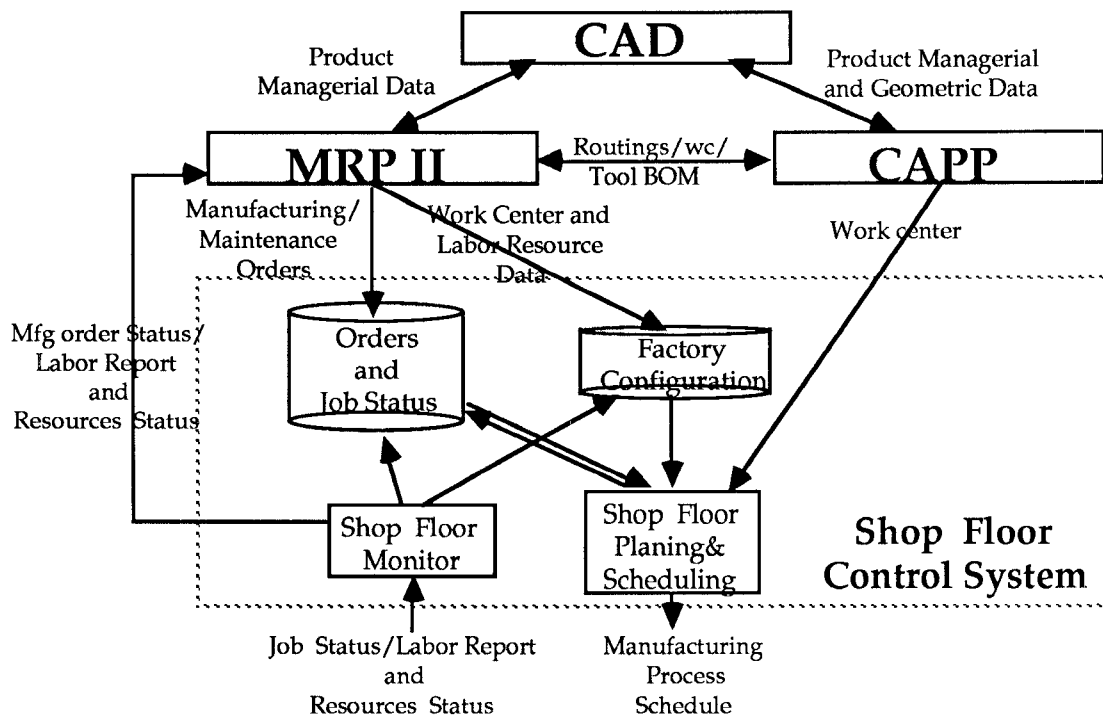 CAD
Product
Managerial Data
Product Managerial
and Geometric Data
MRP II
Routings/wc/
Tool BOM
CAPP
Manufacturing/
Maintenance
Orders
Work Center and
Labor Resource
Data
Work center
Mfg order Status/
Labor Report
and
Resources Status
Orders
and
Job Status
Factory
Configuration
Shop Floor
Monitor
Shop Floor
Planing&
Scheduling
Shop Floor
Control System
Job Status/Labor Report
and
Resources Status
Manufacturing
Process
Schedule